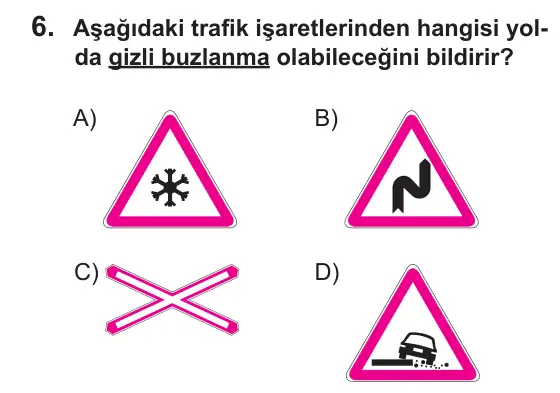 6. Aşağıdaki trafik işaretlerinden hangisi yol-
da gizli buzlanma olabileceğini bildirir?
A)
B)
C)
D)